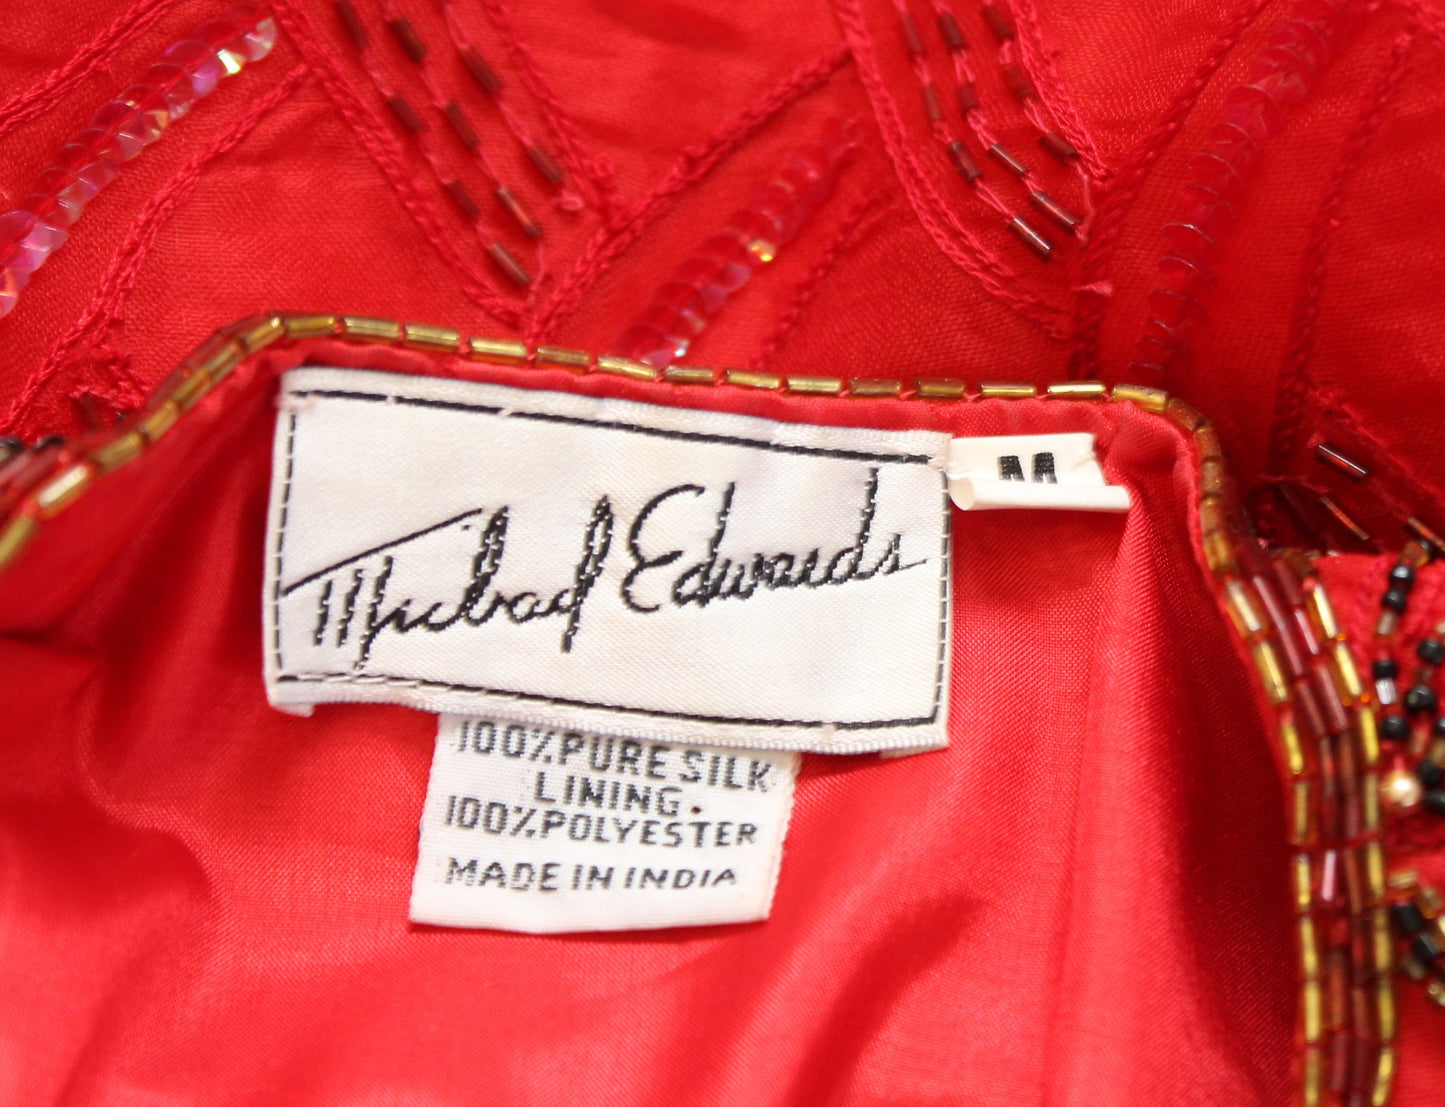 Michael Edwards
M
100% PURE SILK
LINING.
100% POLYESTER
MADE IN INDIA